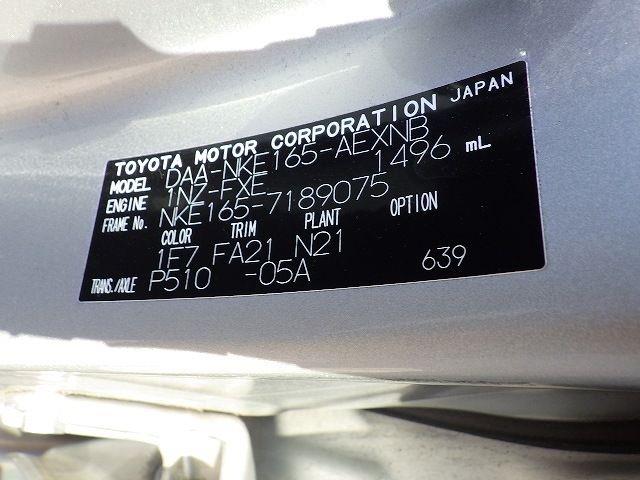 TOYOTA MOTOR CORPORATION JAPAN
MODEL DAA-NKE165-AEXNB
ENGINE 1NZ-FXE 1496 mL
FRAME No. NKE165-7189075
COLOR TRIM PLANT OPTION
1F7 FA21 N21
TRANS./AXLE P510 -05A 639